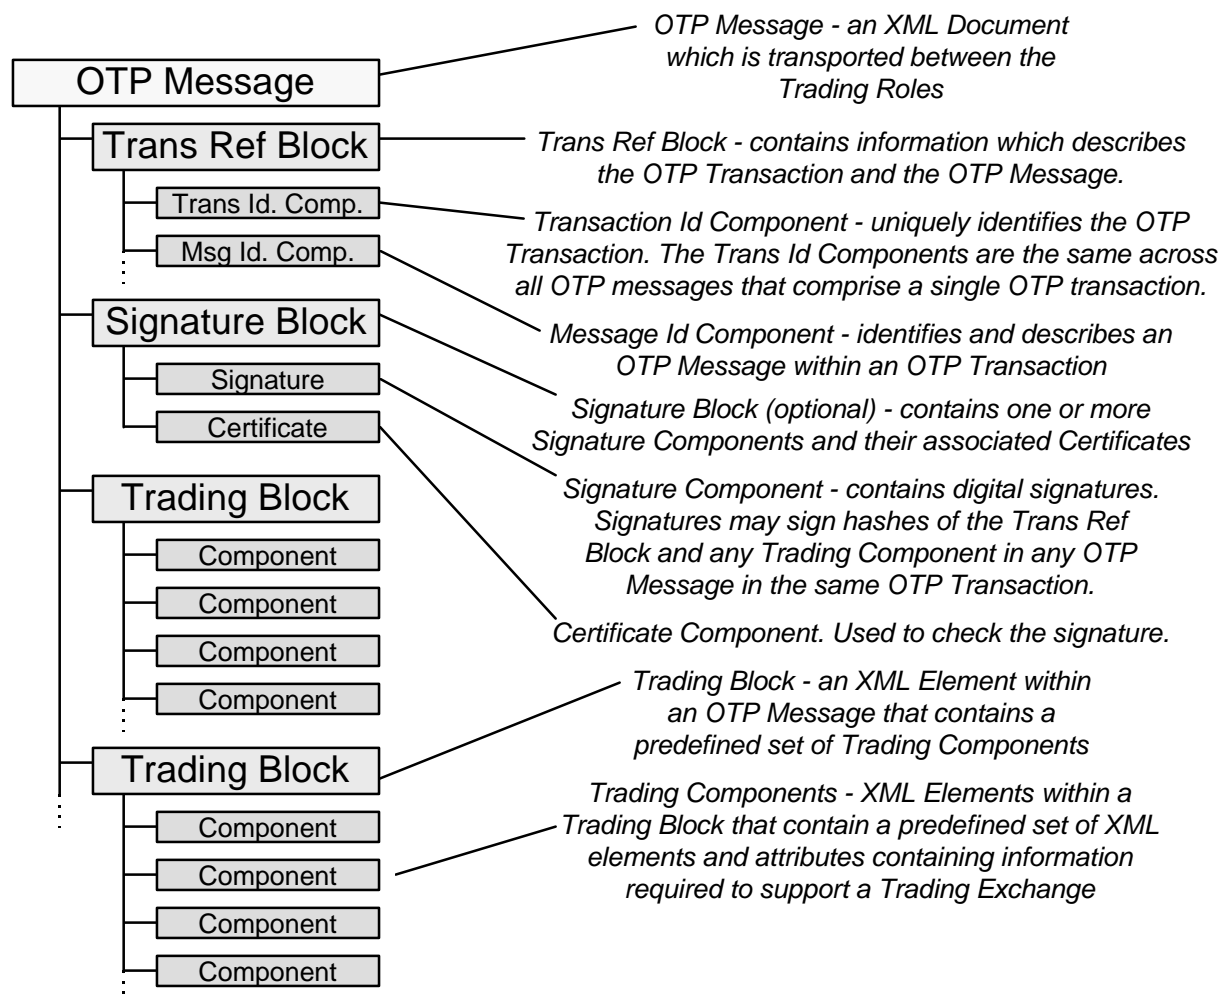 OTP Message
Trans Ref Block
Trans Id. Comp.
Msg Id. Comp.
Signature Block
Signature
Certificate
Trading Block
Component
Component
Component
Component
Trading Block
Component
Component
Component
Component
OTP Message - an XML Document
which is transported between the
Trading Roles
Trans Ref Block - contains information which describes
the OTP Transaction and the OTP Message.
Transaction Id Component - uniquely identifies the OTP
Transaction. The Trans Id Components are the same across
all OTP messages that comprise a single OTP transaction.
Message Id Component - identifies and describes an
OTP Message within an OTP Transaction
Signature Block (optional) - contains one or more
Signature Components and their associated Certificates
Signature Component - contains digital signatures.
Signatures may sign hashes of the Trans Ref
Block and any Trading Component in any OTP
Message in the same OTP Transaction.
Certificate Component. Used to check the signature.
Trading Block - an XML Element within
an OTP Message that contains a
predefined set of Trading Components
Trading Components - XML Elements within a
Trading Block that contain a predefined set of XML
elements and attributes containing information
required to support a Trading Exchange